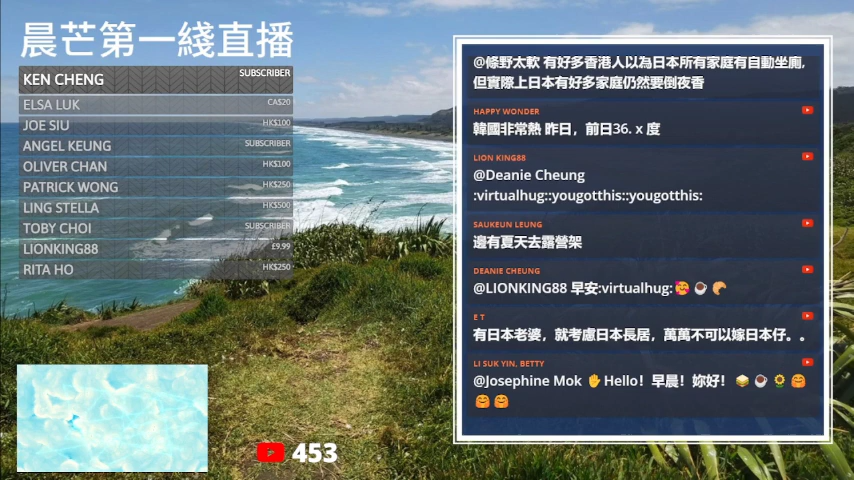 晨芒第一綫直播
KEN CHENG SUBSCRIBER
ELSA LUK CA$20
JOE SIU HK$100
ANGEL KEUNG SUBSCRIBER
OLIVER CHAN HK$100
PATRICK WONG HK$250
LING STELLA HK$500
TOBY CHOI SUBSCRIBER
LIONKING88 £9.99
RITA HO HK$250
453
@條野太軟 有好多香港人以為日本所有家庭有自動坐廁,
但實際上日本有好多家庭仍然要倒夜香
HAPPY WONDER
韓國非常熱 昨日，前日36. x 度
LION KING88
@Deanie Cheung
:virtualhug::yougotthis::yougotthis:
SAUKEUN LEUNG
邊有夏天去露營架
DEANIE CHEUNG
@LIONKING88 早安:virtualhug:🥰☕🥐
E T
有日本老婆，就考慮日本長居，萬萬不可以嫁日本仔。。
LI SUK YIN, BETTY
@Josephine Mok ✋Hello！早晨！妳好！ 🥪☕🌻🤗
🤗🤗